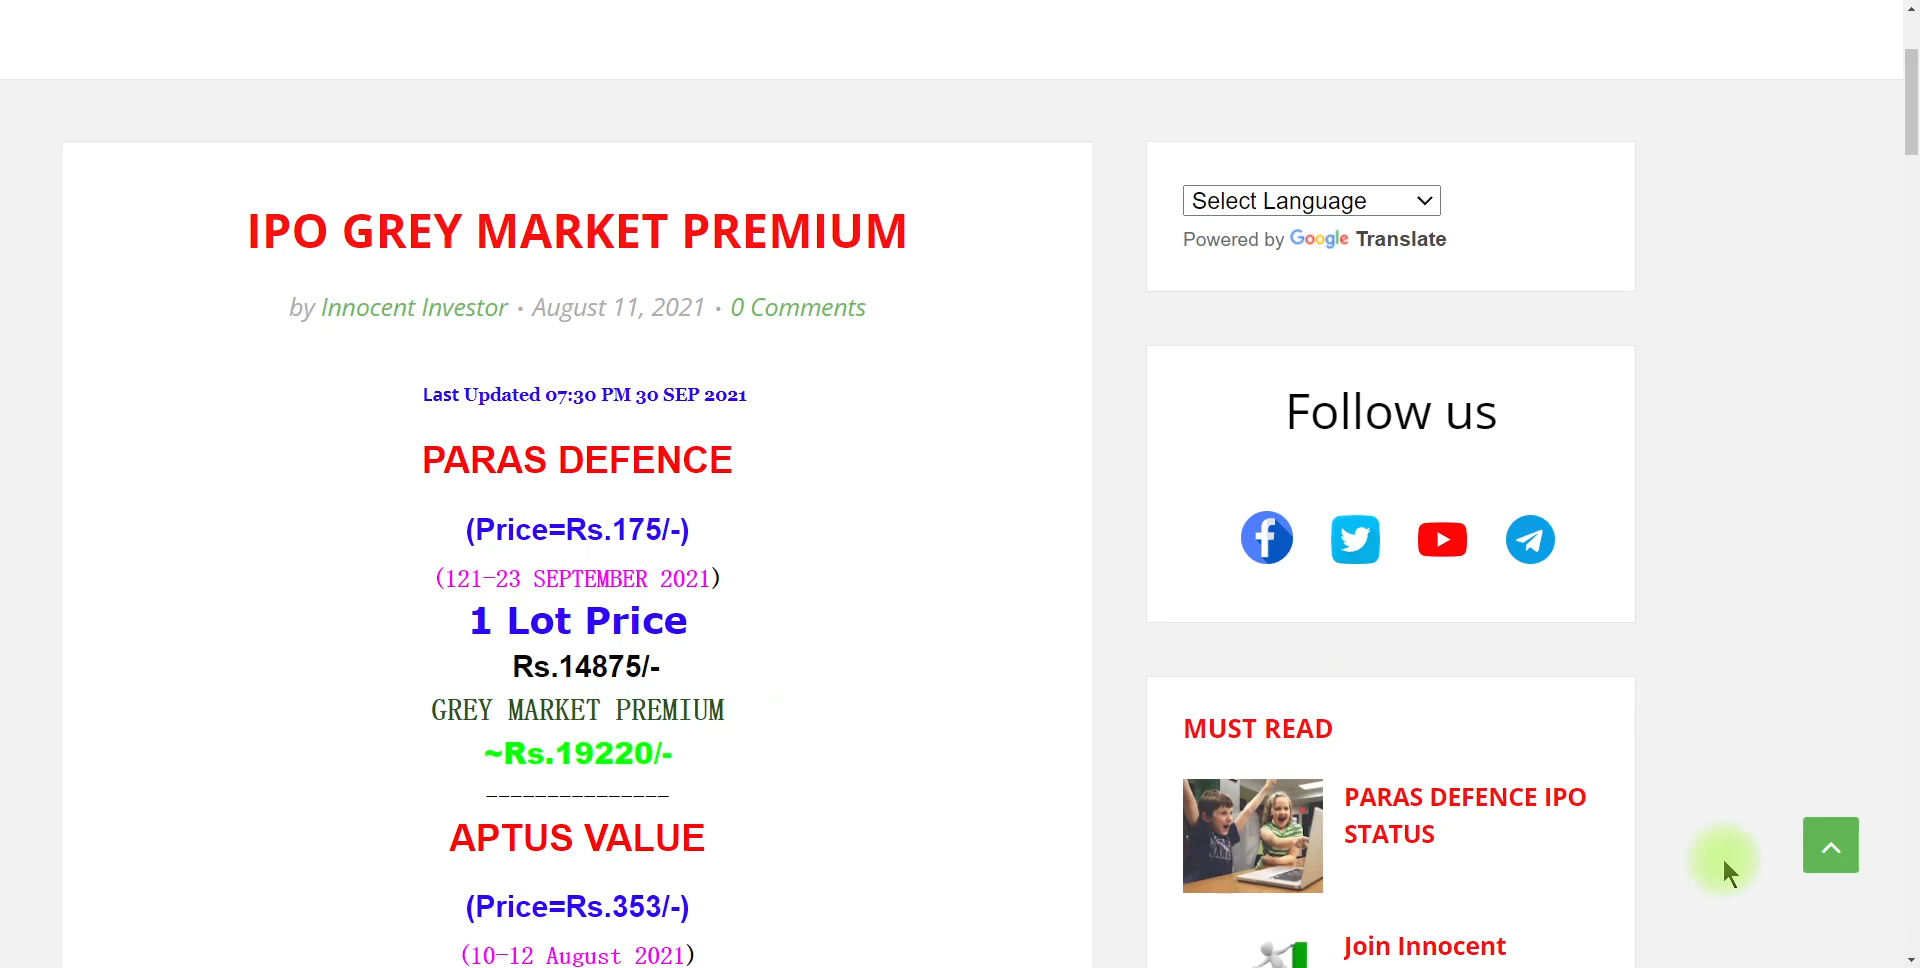 IPO GREY MARKET PREMIUM
by Innocent Investor · August 11, 2021 · 0 Comments
Last Updated 07:30 PM 30 SEP 2021
PARAS DEFENCE
(Price=Rs.175/-)
(121-23 SEPTEMBER 2021)
1 Lot Price
Rs.14875/-
GREY MARKET PREMIUM
~Rs.19220/-
---------------
APTUS VALUE
(Price=Rs.353/-)
(10-12 August 2021)
Select Language
Powered by Google Translate
Follow us
MUST READ
PARAS DEFENCE IPO
STATUS
Join Innocent